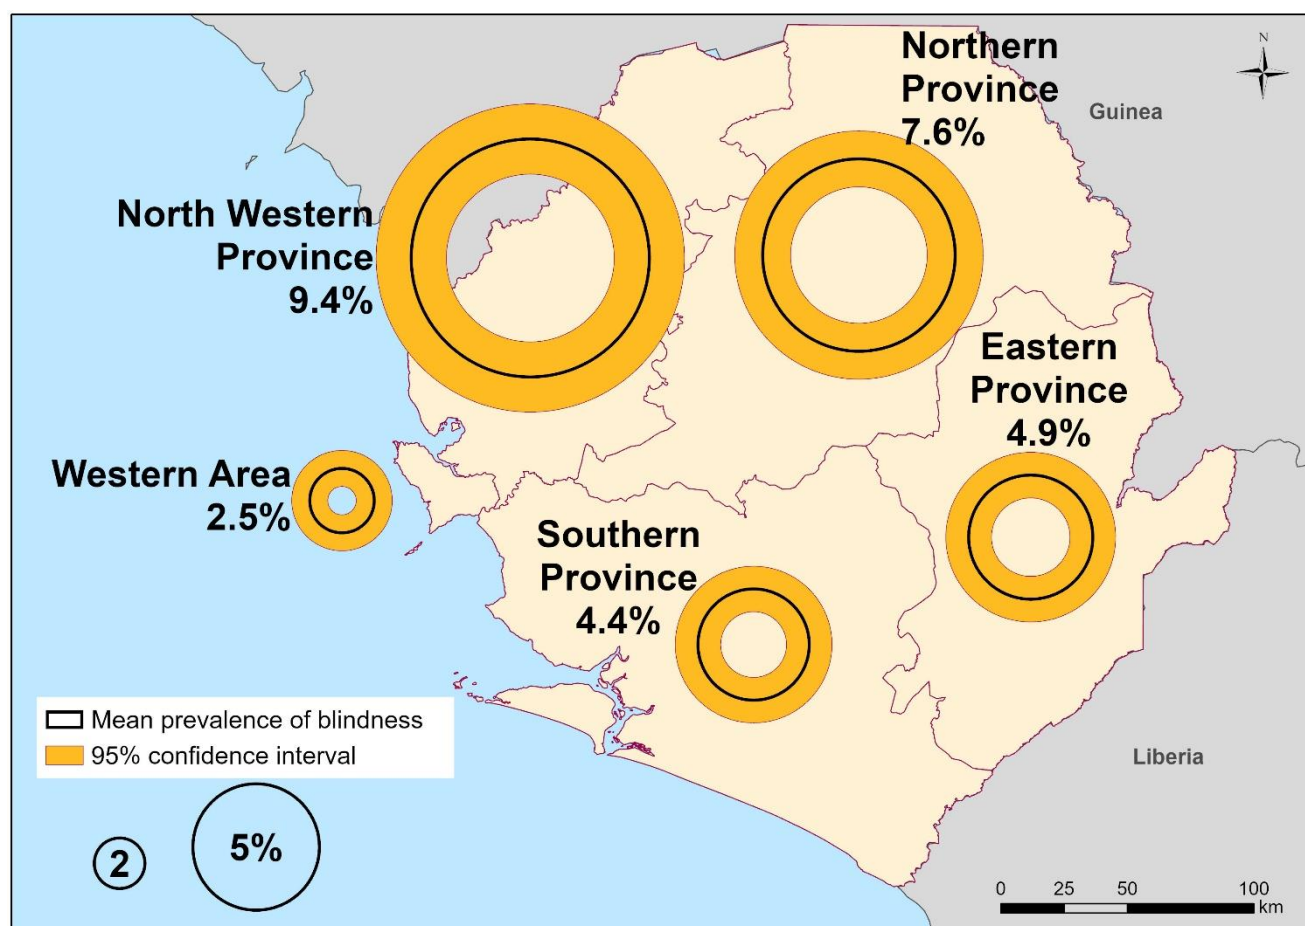 N
Northern
Province
7.6%
Guinea
North Western
Province
9.4%
Eastern
Province
4.9%
Western Area
2.5%
Southern
Province
4.4%
Mean prevalence of blindness
95% confidence interval
Liberia
2
5%
0 25 50 100
km